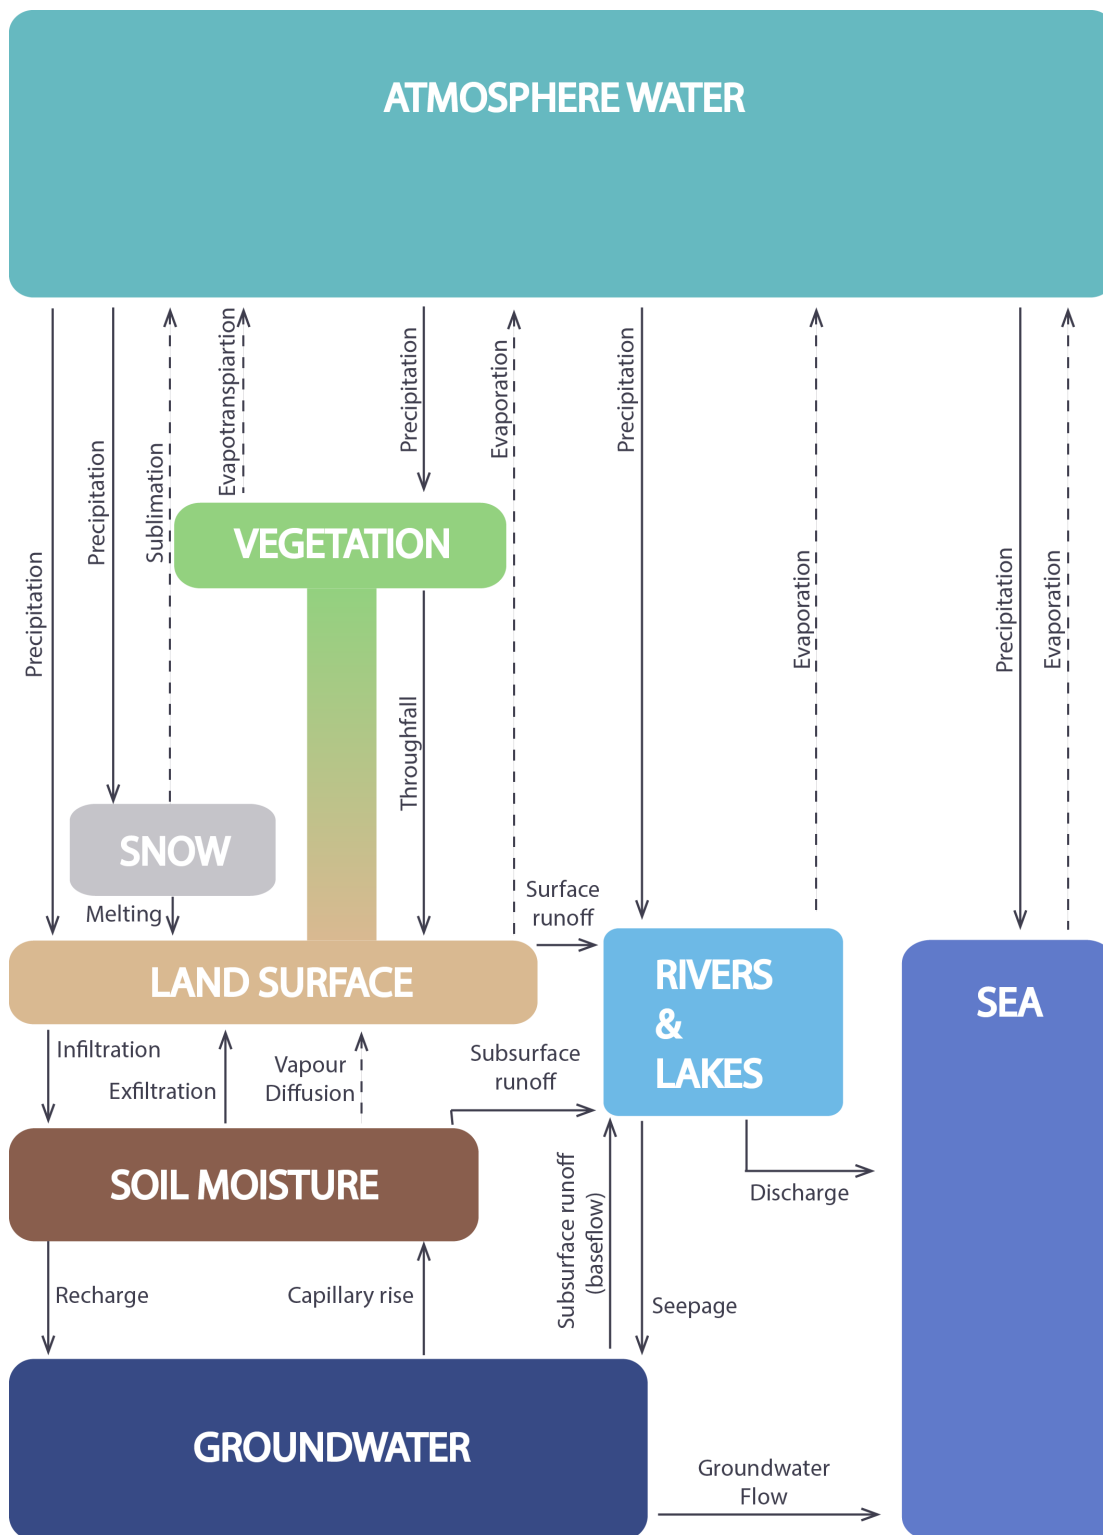 ATMOSPHERE WATER
Precipitation
Precipitation
Sublimation
Evapotranspiartion
Precipitation
Evaporation
Precipitation
Evaporation
Precipitation
Evaporation
VEGETATION
Throughfall
SNOW
Melting
Surface
runoff
LAND SURFACE
RIVERS
&
LAKES
SEA
Infiltration
Exfiltration
Vapour
Diffusion
Subsurface
runoff
SOIL MOISTURE
Subsurface runoff
(baseflow)
Discharge
Recharge
Capillary rise
Seepage
GROUNDWATER
Groundwater
Flow